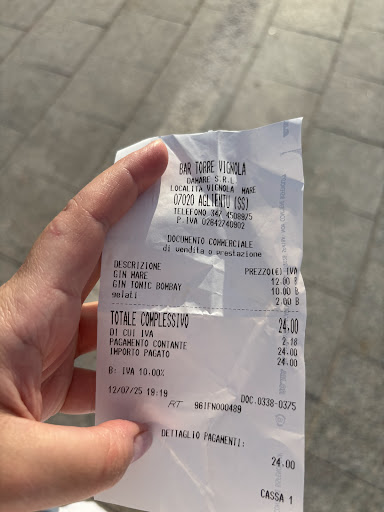 BAR TORRE VIGNOLA
DAMARE S.R.L
LOCALITA VIGNOLA MARE
07020 AGLIENTU (SS)
TELEFONO 347 4508875
P.IVA 02842740902
DOCUMENTO COMMERCIALE
di vendita o prestazione
DESCRIZIONE PREZZO(€) IVA
GIN MARE 12.00 B
GIN TONIC BOMBAY 10.00 B
gelati 2.00 B
TOTALE COMPLESSIVO 24.00
DI CUI IVA 2.18
PAGAMENTO CONTANTE 24.00
IMPORTO PAGATO 24.00
B: IVA 10.00%
12/07/25 19:19 DOC.0338-0375
RT 96IFN000489
DETTAGLIO PAGAMENTI:
24.00
CASSA 1